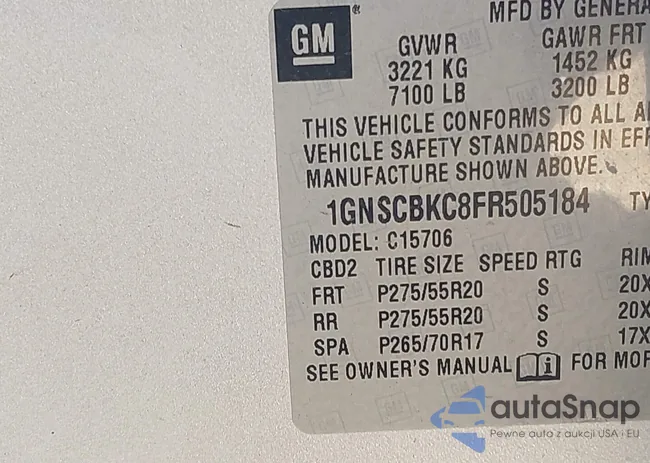 GM
MFD BY GENERA
GVWR GAWR FRT
3221 KG 1452 KG
7100 LB 3200 LB
THIS VEHICLE CONFORMS TO ALL A
VEHICLE SAFETY STANDARDS IN EFF
MANUFACTURE SHOWN ABOVE.
1GNSCBKC8FR505184 TY
MODEL: C15706
CBD2 TIRE SIZE SPEED RTG RIM
FRT P275/55R20 S 20X
RR P275/55R20 S 20X
SPA P265/70R17 S 17X
SEE OWNER'S MANUAL i FOR MOR
autaSnap
Pewne auto z aukcji USA · EU